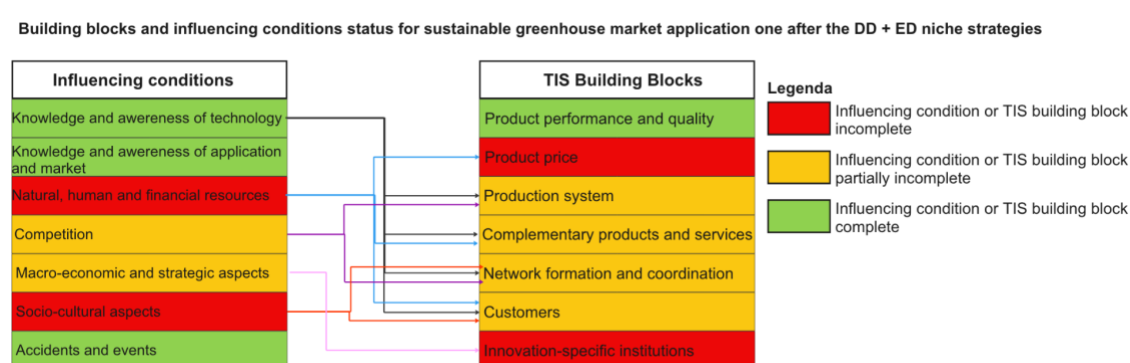 Building blocks and influencing conditions status for sustainable greenhouse market application one after the DD + ED niche strategies
Influencing conditions
Knowledge and awereness of technology
Knowledge and awereness of application
and market
Natural, human and financial resources
Competition
Macro-economic and strategic aspects
Socio-cultural aspects
Accidents and events
TIS Building Blocks
Product performance and quality
Product price
Production system
Complementary products and services
Network formation and coordination
Customers
Innovation-specific institutions
Legenda
Influencing condition or TIS building block
incomplete
Influencing condition or TIS building block
partially incomplete
Influencing condition or TIS building block
complete